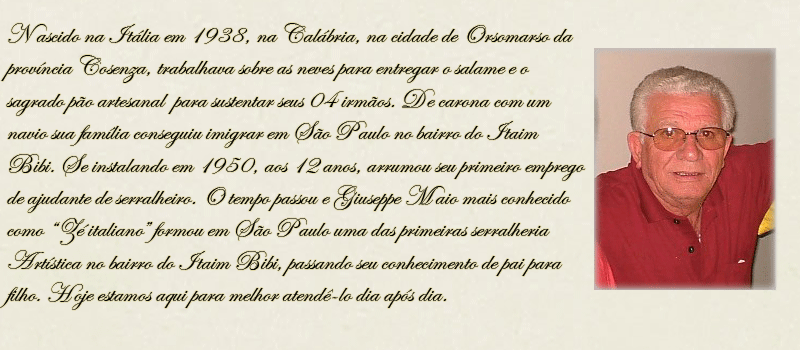 Nascido na Itália em 1938, na Calábria, na cidade de Orsomarso da
província Cosenza, trabalhava sobre as neves para entregar o salame e o
sagrado pão artesanal para sustentar seus 04 irmãos. De carona com um
navio sua família conseguiu imigrar em São Paulo no bairro do Itaim
Bibi. Se instalando em 1950, aos 12 anos, arrumou seu primeiro emprego
de ajudante de serralheiro. O tempo passou e Giuseppe Maio mais conhecido
como “Zé italiano” formou em São Paulo uma das primeiras serralheria
Artística no bairro do Itaim Bibi, passando seu conhecimento de pai para
filho. Hoje estamos aqui para melhor atendê-lo dia após dia.